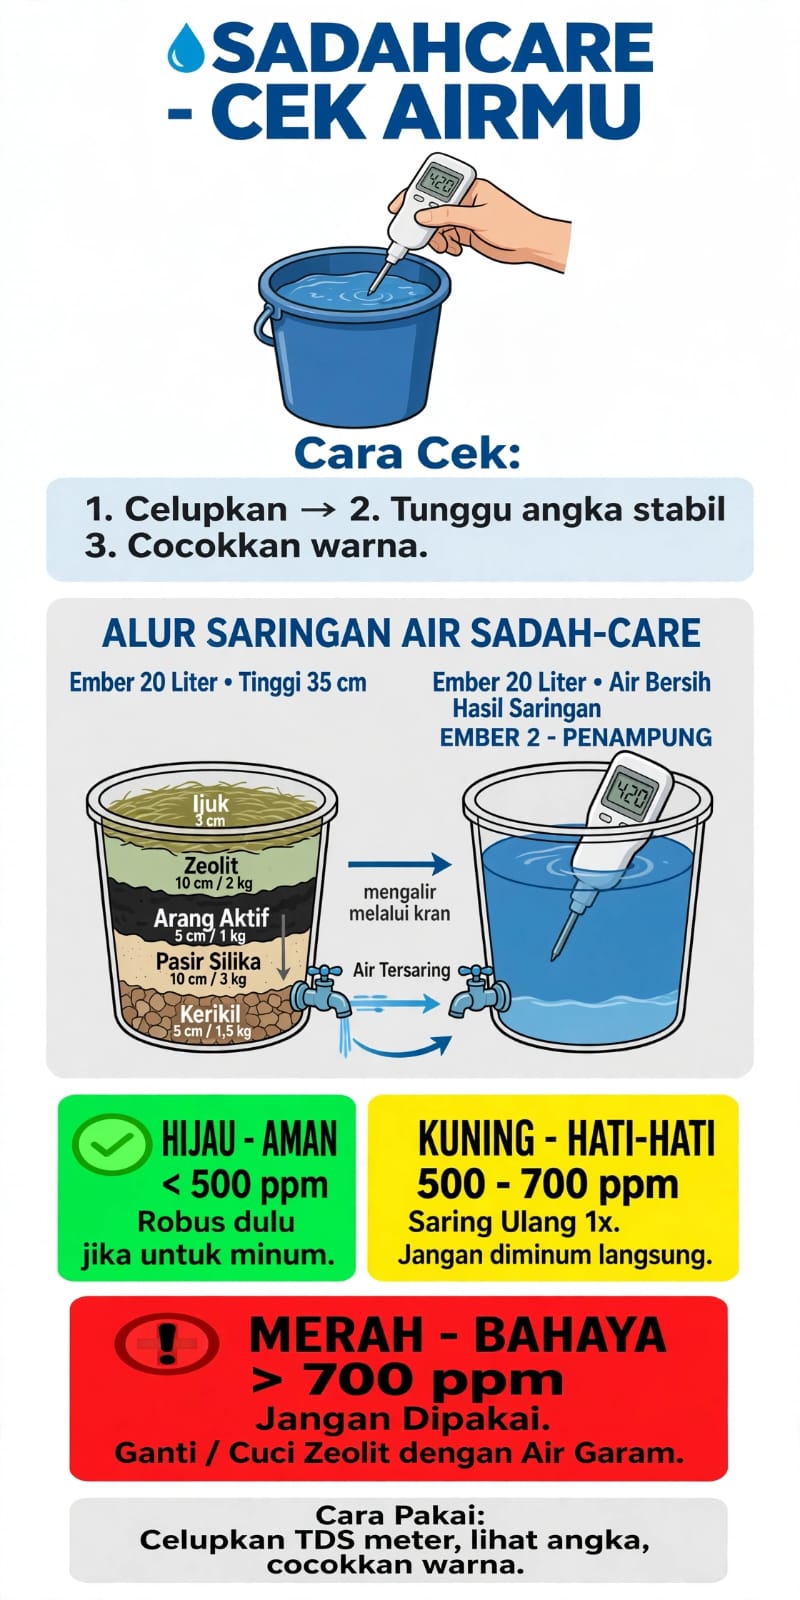 SADAHCARE
- CEK AIRMU
420
Cara Cek:
1. Celupkan → 2. Tunggu angka stabil
3. Cocokkan warna.
ALUR SARINGAN AIR SADAH-CARE
Ember 20 Liter • Tinggi 35 cm
Ember 20 Liter • Air Bersih
Hasil Saringan
EMBER 2 - PENAMPUNG
Ijuk
3 cm
Zeolit
10 cm / 2 kg
Arang Aktif
5 cm / 1 kg
Pasir Silika
10 cm / 3 kg
Kerikil
5 cm / 1,5 kg
mengalir
melalui kran
Air Tersaring
420
HIJAU - AMAN
< 500 ppm
Robus dulu
jika untuk minum.
KUNING - HATI-HATI
500 - 700 ppm
Saring Ulang 1x.
Jangan diminum langsung.
MERAH - BAHAYA
> 700 ppm
Jangan Dipakai.
Ganti / Cuci Zeolit dengan Air Garam.
Cara Pakai:
Celupkan TDS meter, lihat angka,
cocokkan warna.